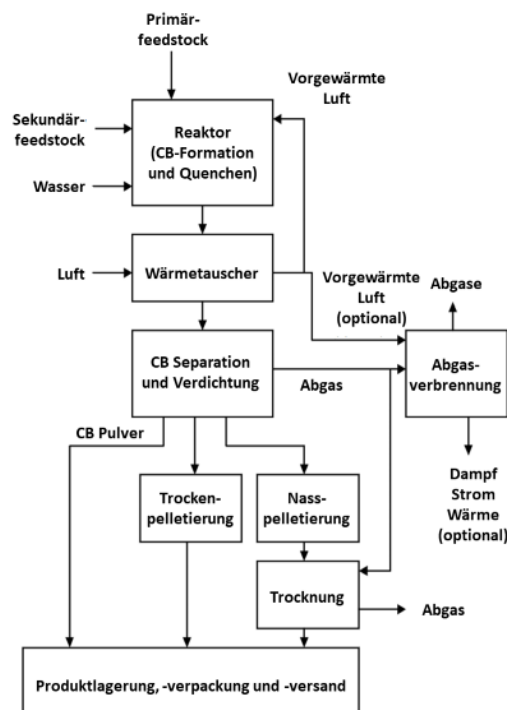 Primär-
feedstock
Vorgewärmte
Luft
Sekundär-
feedstock
Reaktor
(CB-Formation
und Quenchen)
Wasser
Luft
Wärmetauscher
Vorgewärmte
Luft
(optional)
Abgase
CB Separation
und Verdichtung
Abgas
Abgas-
verbrennung
CB Pulver
Dampf
Strom
Wärme
(optional)
Trocken-
pelletierung
Nass-
pelletierung
Trocknung
Abgas
Produktlagerung, -verpackung und -versand